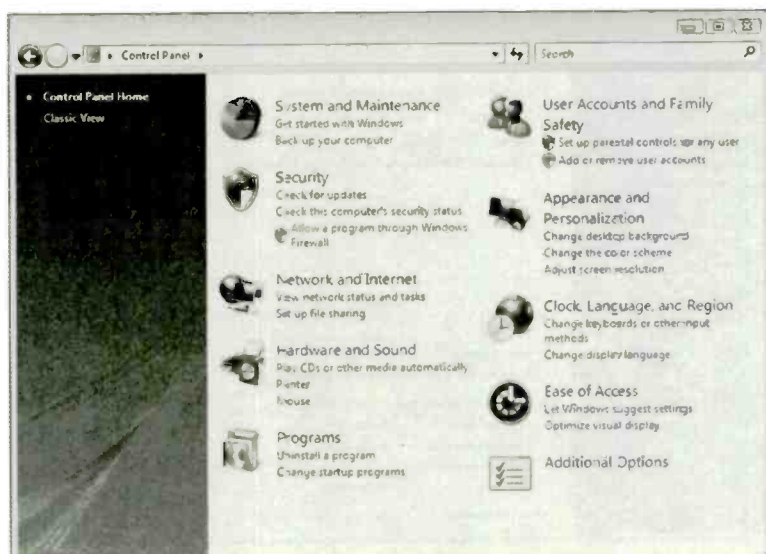 Control Panel
Search
Control Panel Home
Classic View
System and Maintenance
Get started with Windows
Back up your computer
Security
Check for updates
Check this computer's security status
Allow a program through Windows
Firewall
Network and Internet
View network status and tasks
Set up file sharing
Hardware and Sound
Play CDs or other media automatically
Printer
Mouse
Programs
Uninstall a program
Change startup programs
User Accounts and Family
Safety
Set up parental controls for any user
Add or remove user accounts
Appearance and
Personalization
Change desktop background
Change the color scheme
Adjust screen resolution
Clock, Language, and Region
Change keyboards or other input
methods
Change display language
Ease of Access
Let Windows suggest settings
Optimize visual display
Additional Options